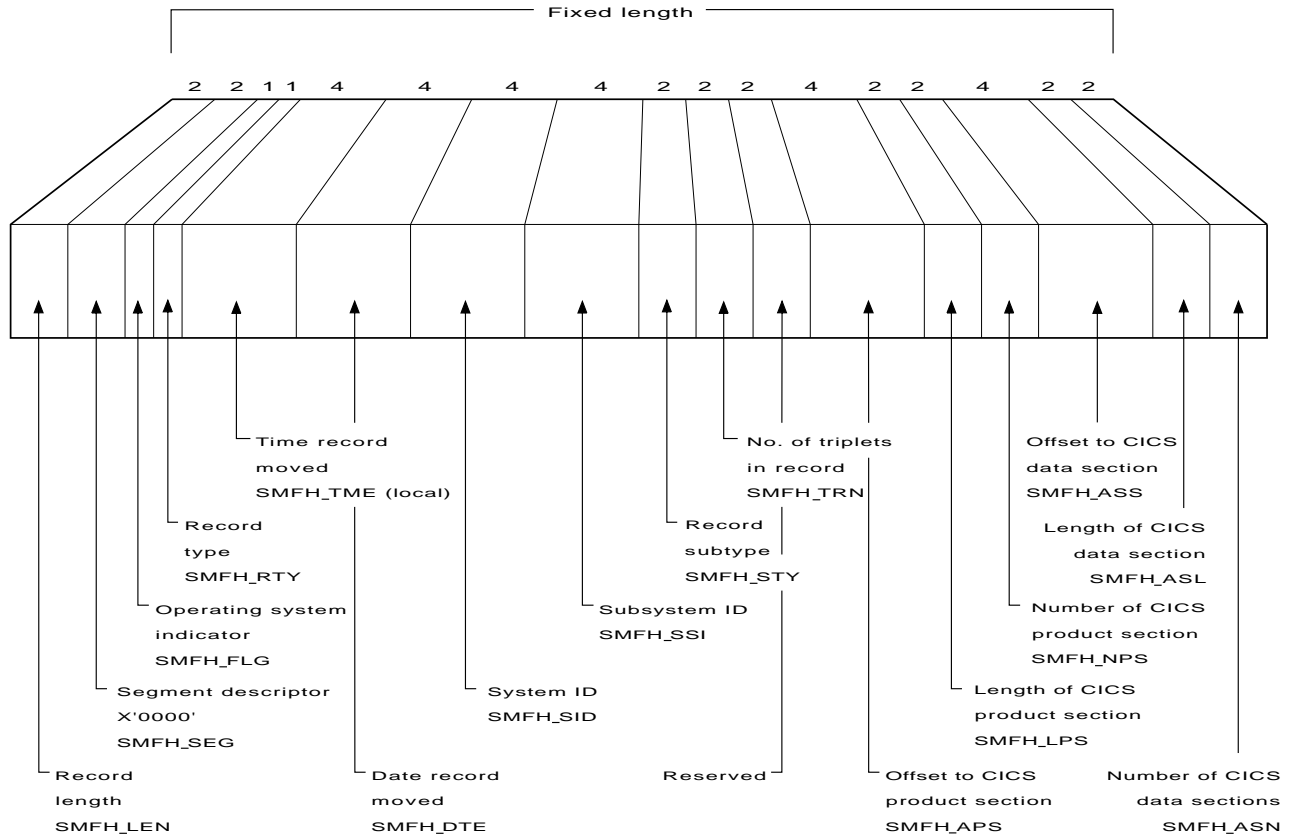 Fixed length
2 2 1 1 4 4 4 4 2 2 2 4 2 2 4 2 2
Time record
moved
SMFH_TME (local)
No. of triplets
in record
SMFH_TRN
Offset to CICS
data section
SMFH_ASS
Record
type
SMFH_RTY
Record
subtype
SMFH_STY
Length of CICS
data section
SMFH_ASL
Operating system
indicator
SMFH_FLG
Subsystem ID
SMFH_SSI
Number of CICS
product section
SMFH_NPS
Segment descriptor
X'0000'
SMFH_SEG
System ID
SMFH_SID
Length of CICS
product section
SMFH_LPS
Record
length
SMFH_LEN
Date record
moved
SMFH_DTE
Reserved
Offset to CICS
product section
SMFH_APS
Number of CICS
data sections
SMFH_ASN